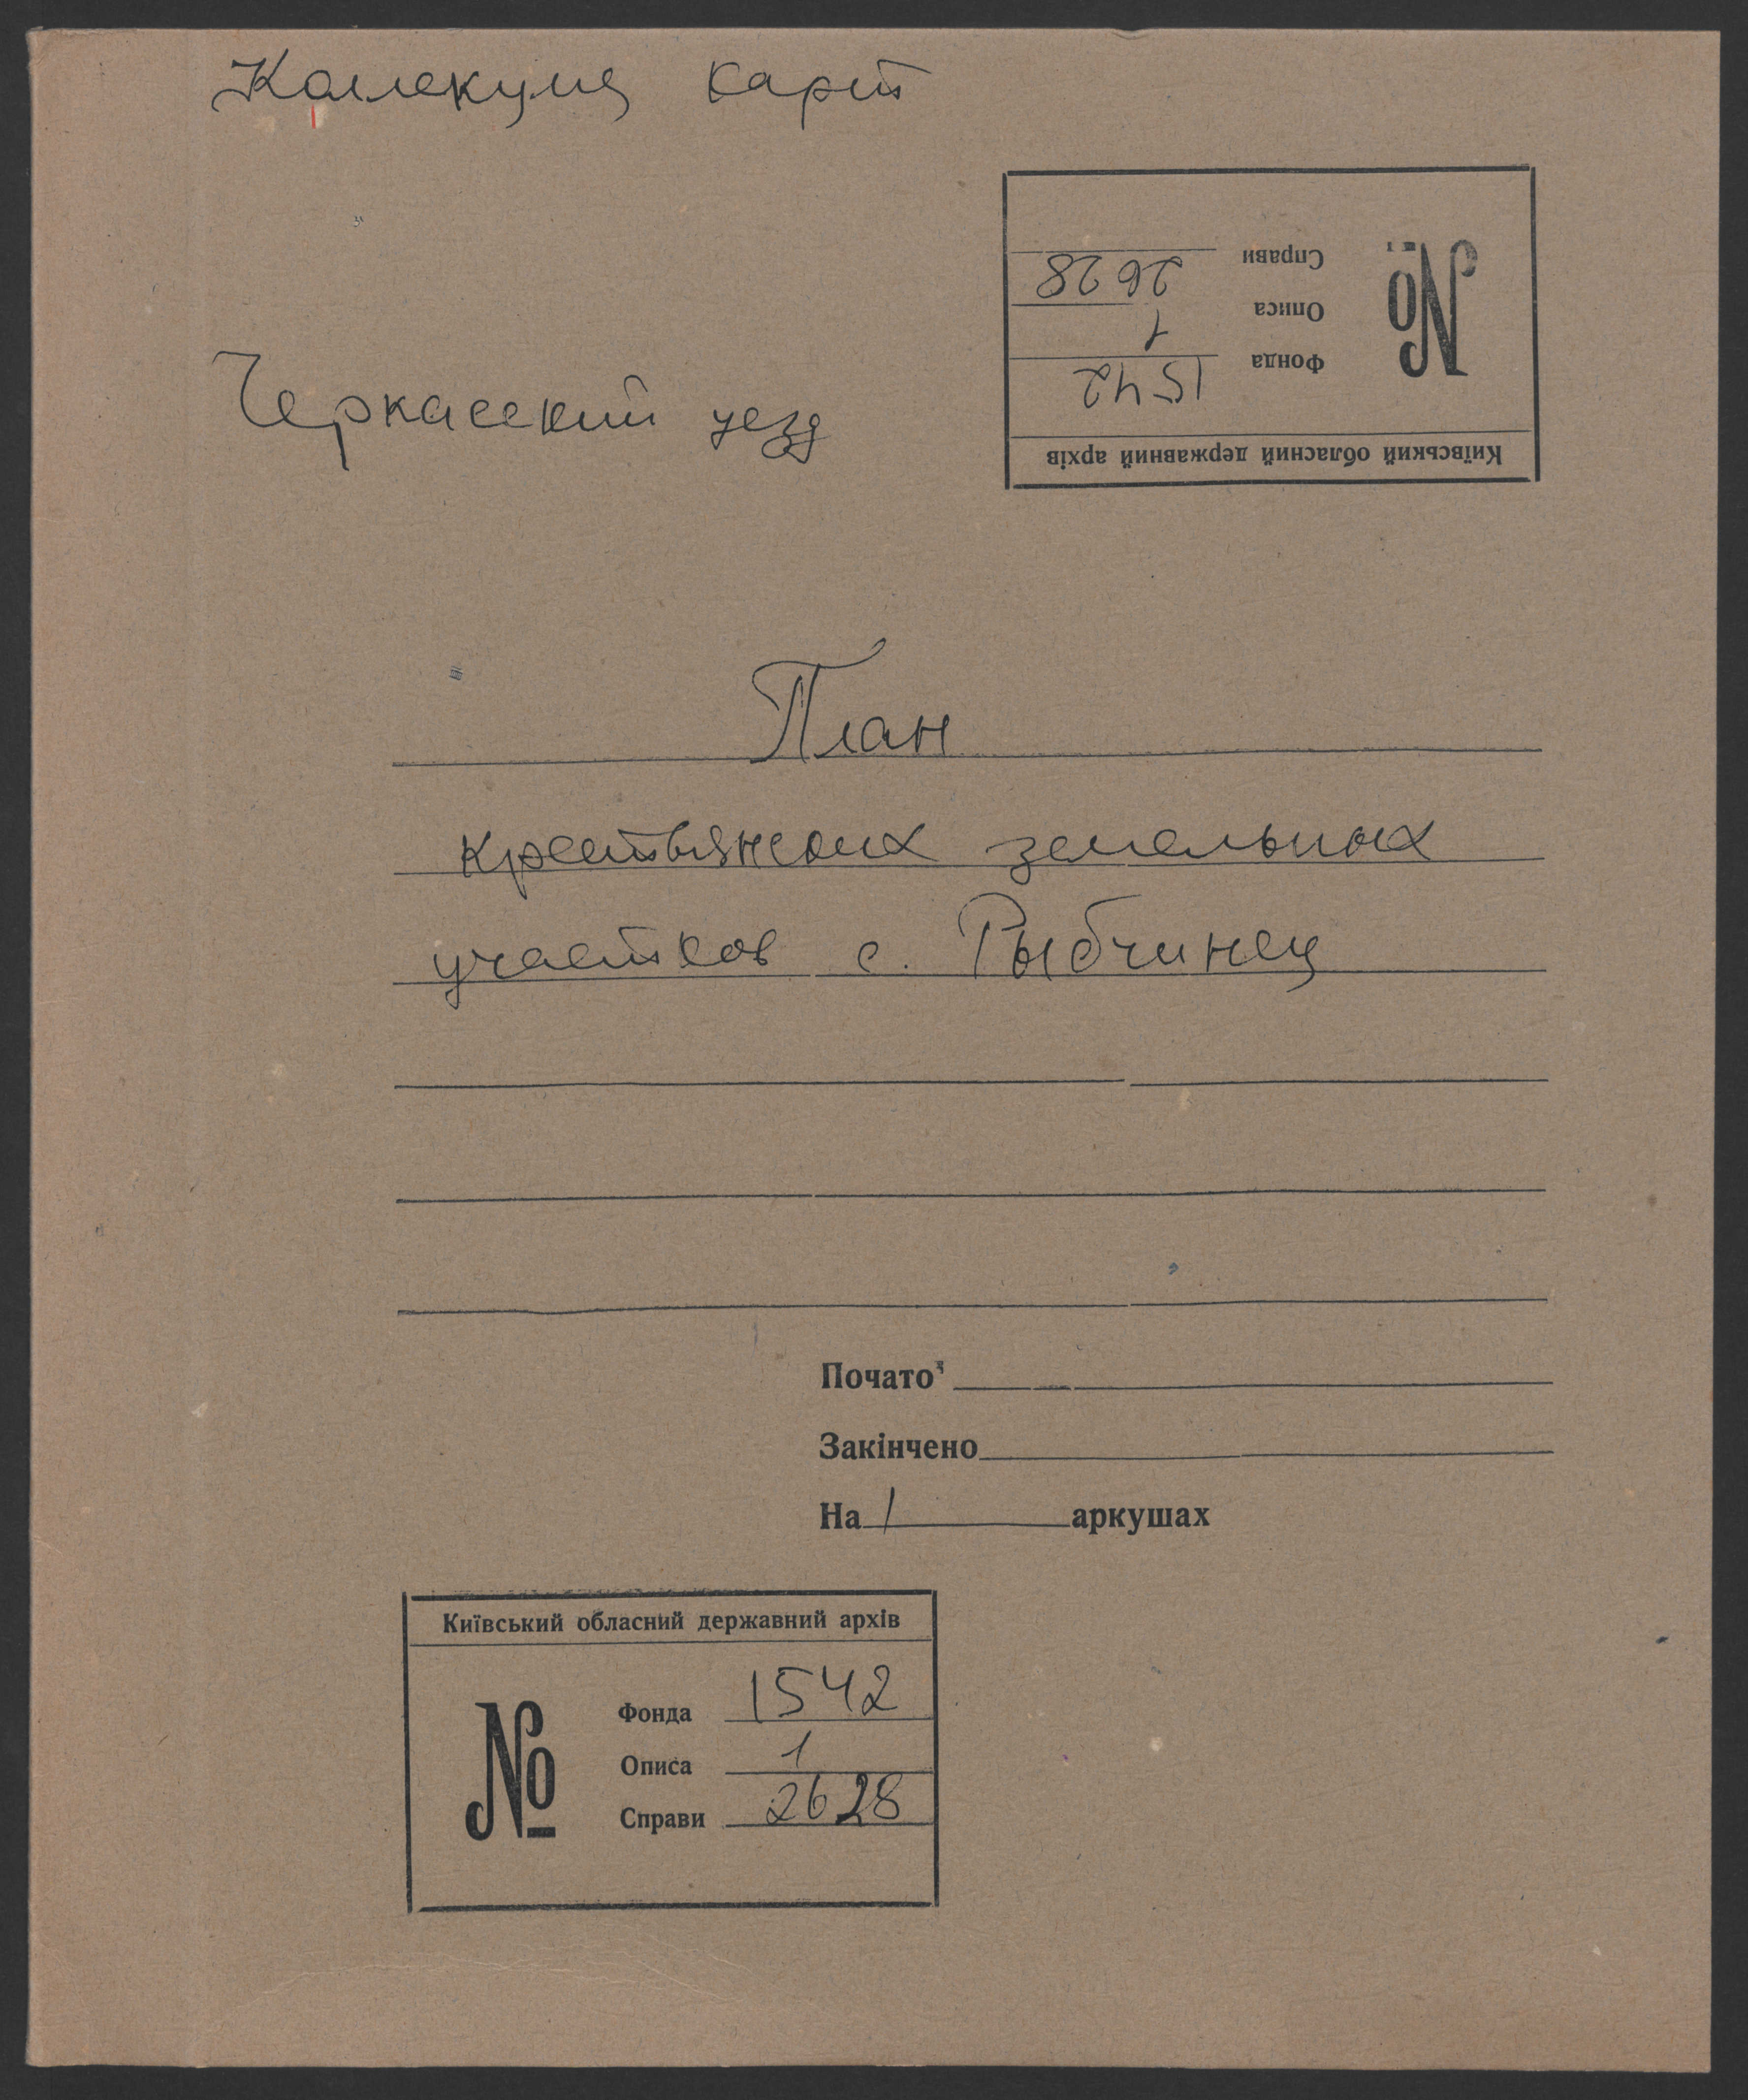 Коллекция карт
Справи 2628
Описа 1
Фонда 1542
Київський обласний державний архів
№
Черкасский уезд
План
крестьянских земельных
участков с. Рыбчинец
Почато
Закінчено
На 1 аркушах
Київський обласний державний архів
№
Фонда 1542
Описа 1
Справи 2628